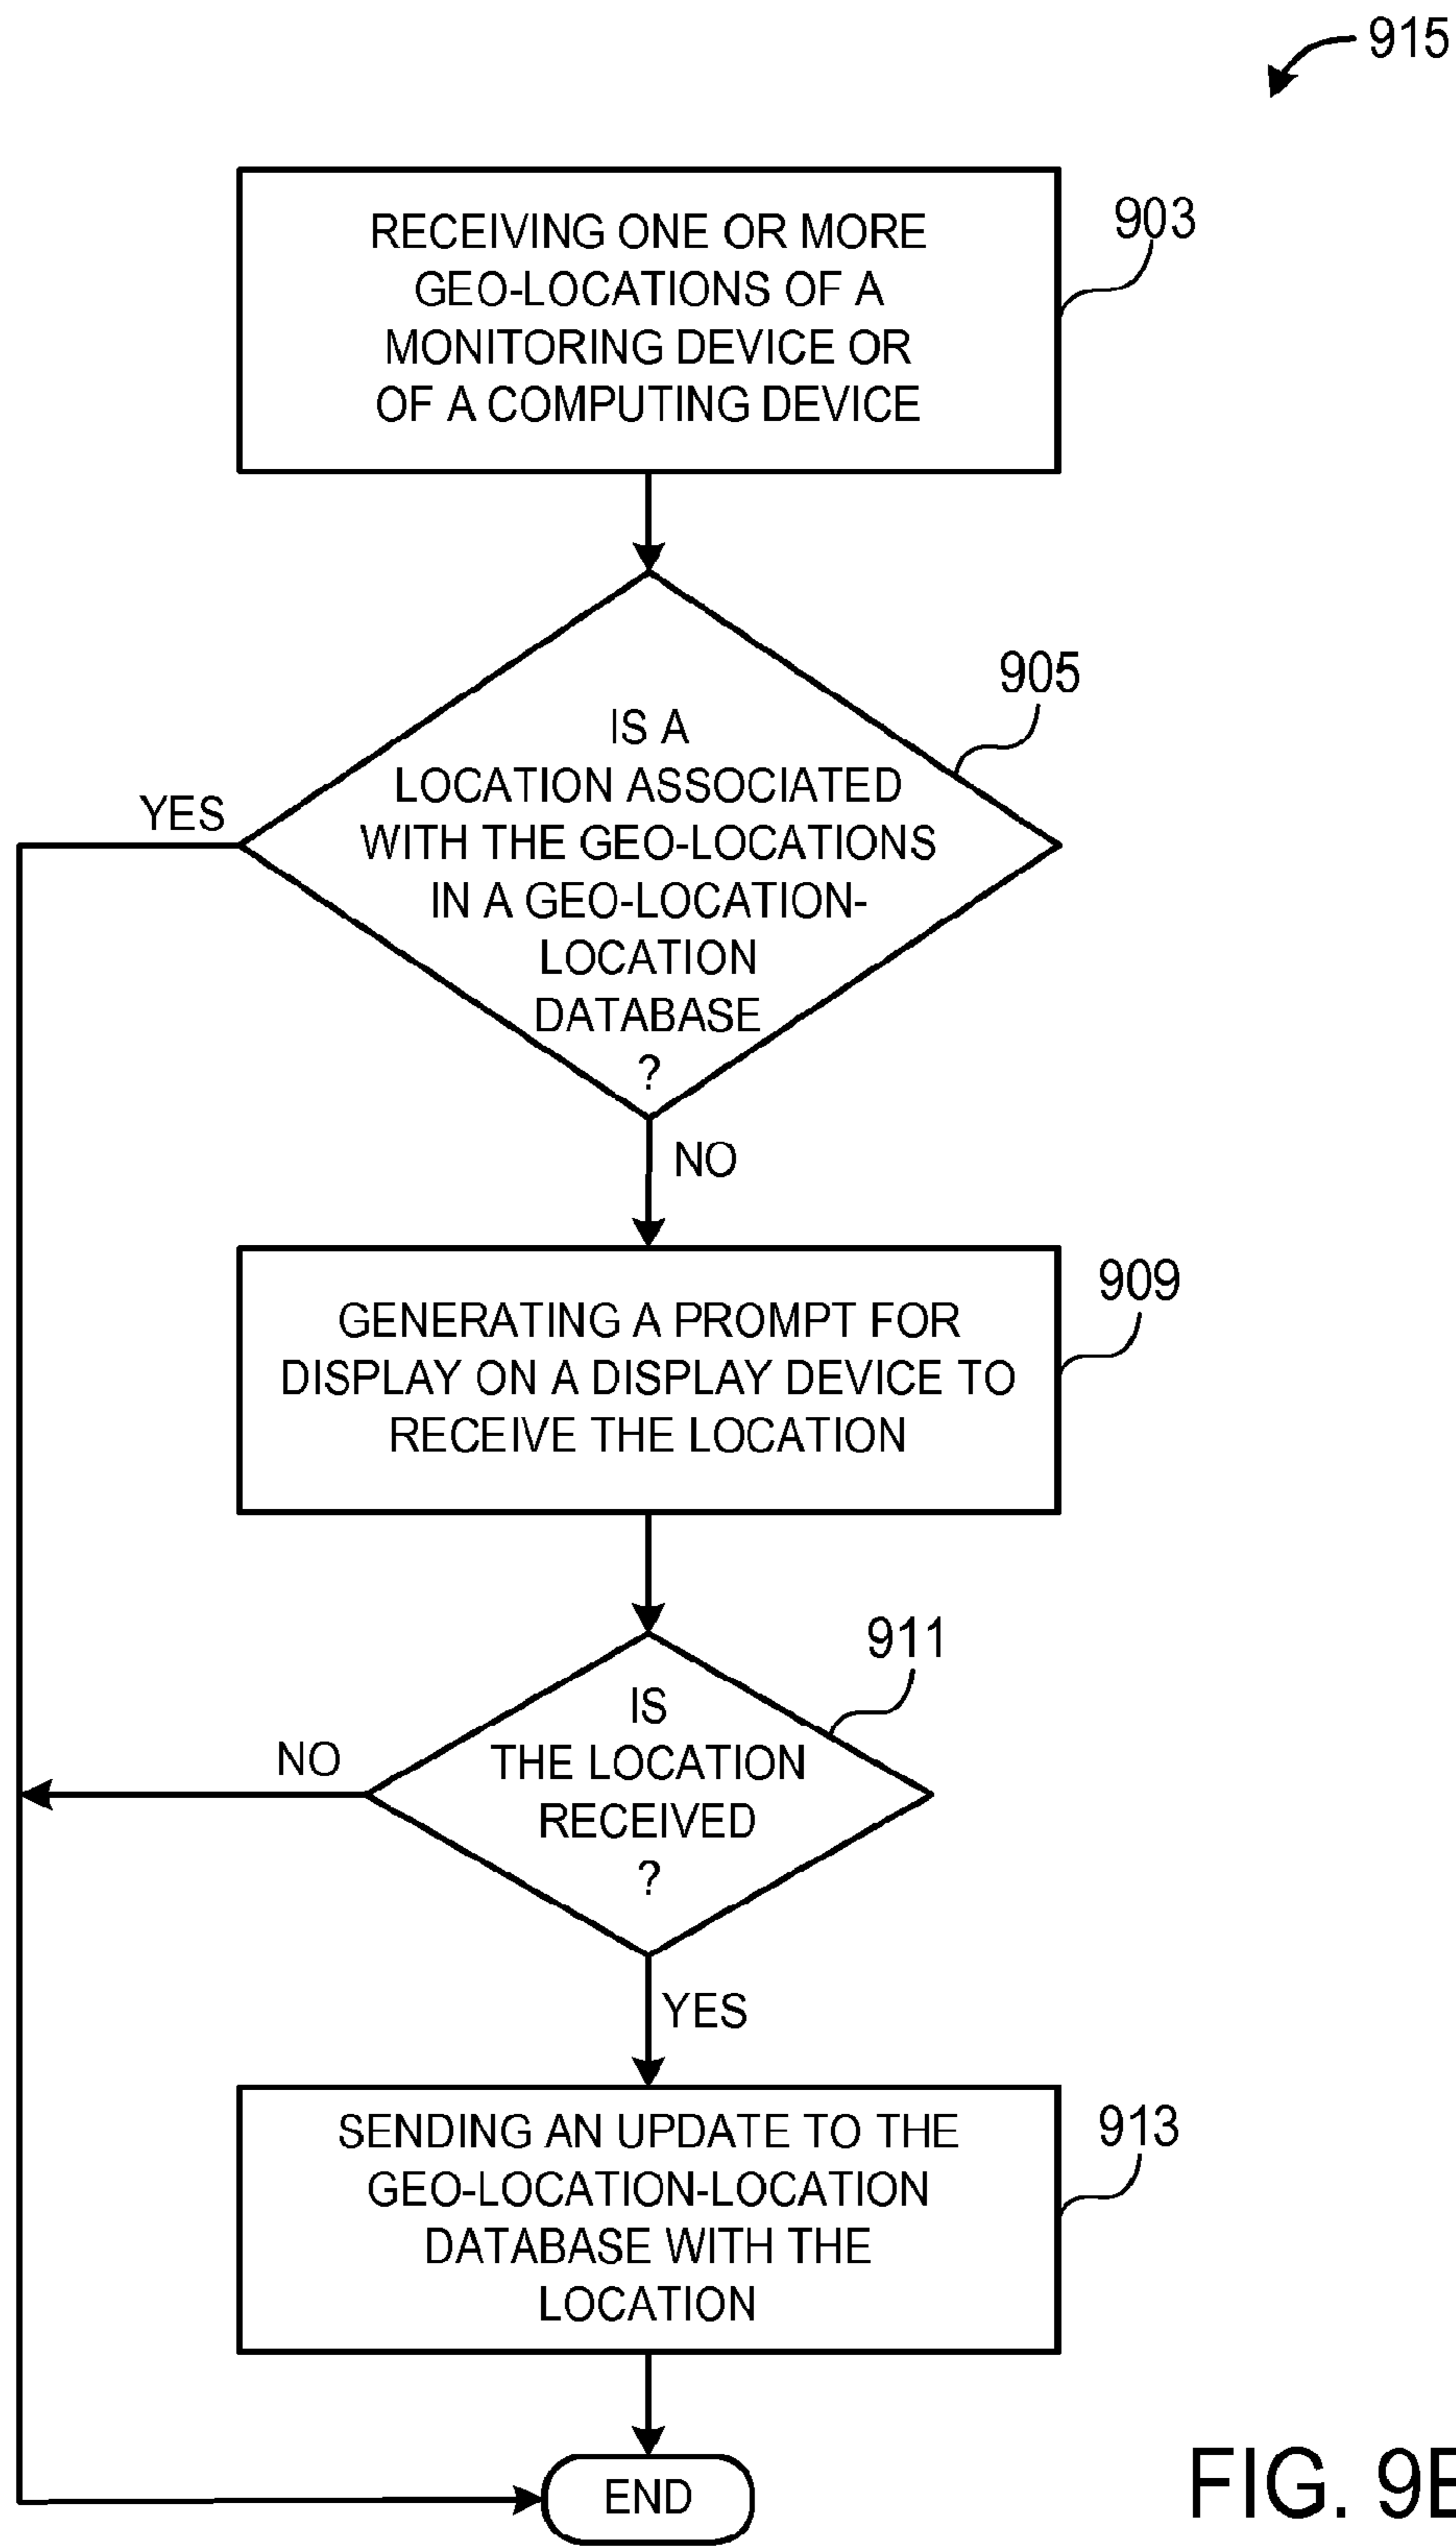 915
RECEIVING ONE OR MORE
GEO-LOCATIONS OF A
MONITORING DEVICE OR
OF A COMPUTING DEVICE
903
IS A
LOCATION ASSOCIATED
WITH THE GEO-LOCATIONS
IN A GEO-LOCATION-
LOCATION
DATABASE
?
905
YES
NO
GENERATING A PROMPT FOR
DISPLAY ON A DISPLAY DEVICE TO
RECEIVE THE LOCATION
909
IS
THE LOCATION
RECEIVED
?
911
NO
YES
SENDING AN UPDATE TO THE
GEO-LOCATION-LOCATION
DATABASE WITH THE
LOCATION
913
END
FIG.